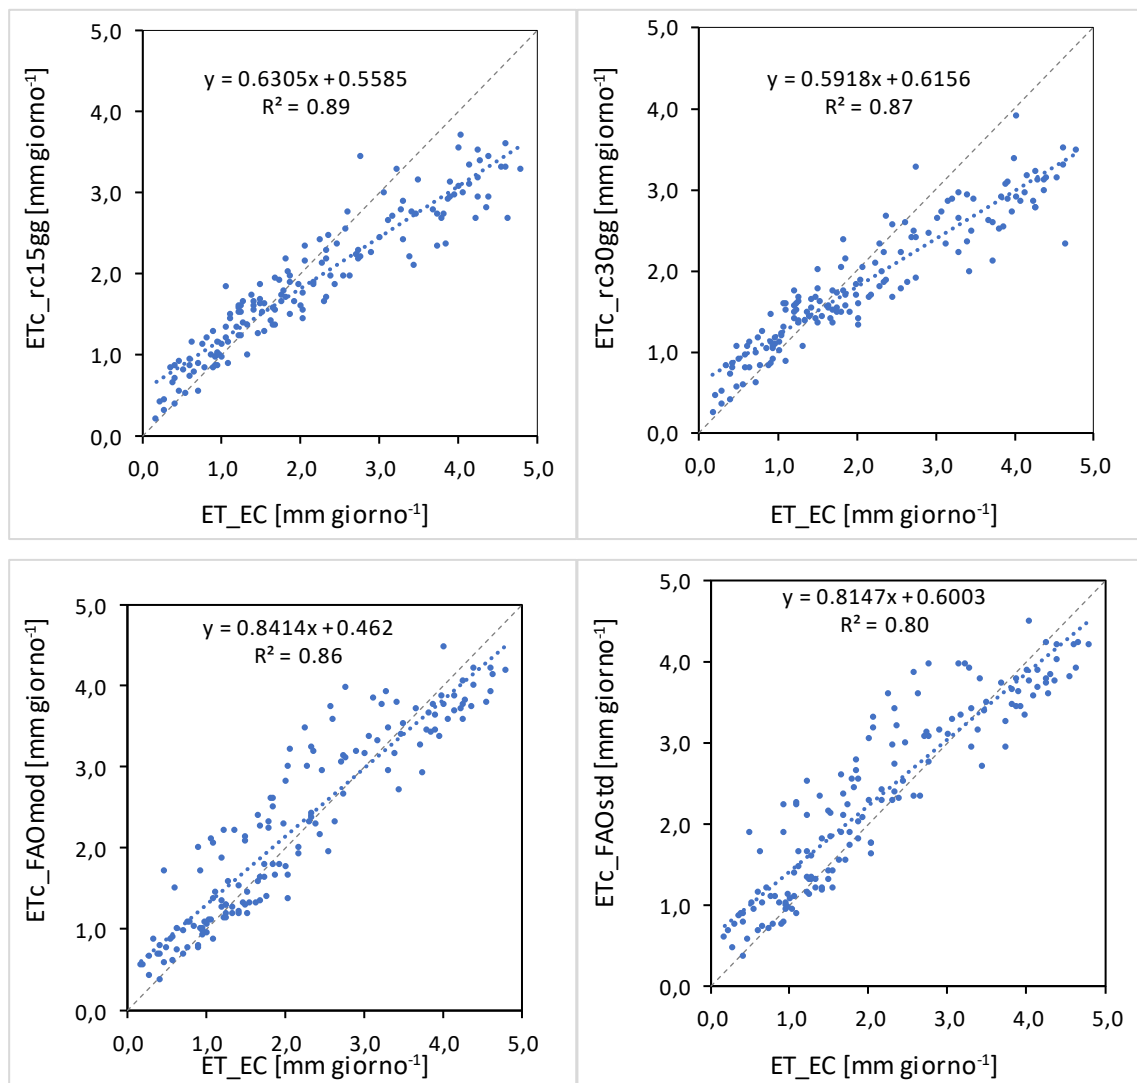 5,0
4,0
3,0
2,0
1,0
0,0
ETc_rc15gg [mm giorno⁻¹]
y = 0.6305x + 0.5585
R² = 0.89
0,0 1,0 2,0 3,0 4,0 5,0
ET_EC [mm giorno⁻¹]
5,0
4,0
3,0
2,0
1,0
0,0
ETc_rc30gg [mm giorno⁻¹]
y = 0.5918x + 0.6156
R² = 0.87
0,0 1,0 2,0 3,0 4,0 5,0
ET_EC [mm giorno⁻¹]
5,0
4,0
3,0
2,0
1,0
0,0
ETc_FAOmod [mm giorno⁻¹]
y = 0.8414x + 0.462
R² = 0.86
0,0 1,0 2,0 3,0 4,0 5,0
ET_EC [mm giorno⁻¹]
5,0
4,0
3,0
2,0
1,0
0,0
ETc_FAOstd [mm giorno⁻¹]
y = 0.8147x + 0.6003
R² = 0.80
0,0 1,0 2,0 3,0 4,0 5,0
ET_EC [mm giorno⁻¹]